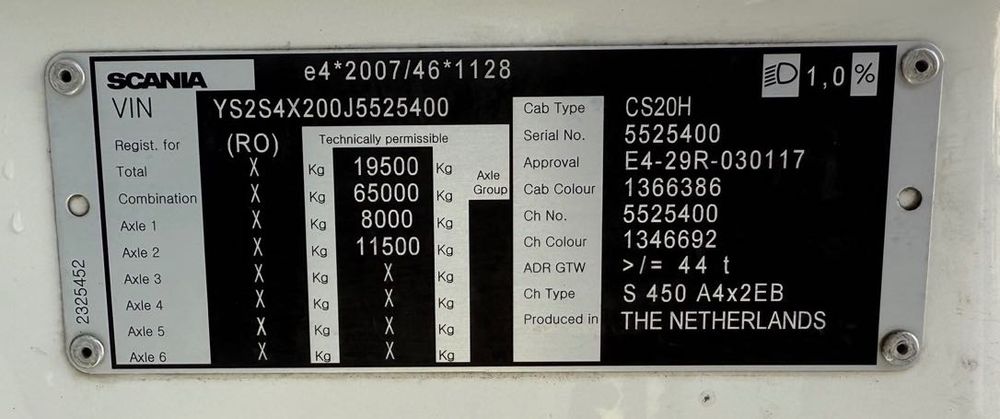 SCANIA e4*2007/46*1128 1,0 %
VIN YS2S4X200J5525400
Regist. for (RO) Technically permissible
Total X Kg 19500 Kg Axle
Combination X Kg 65000 Kg Group
Axle 1 X Kg 8000 Kg
Axle 2 X Kg 11500 Kg
Axle 3 X Kg X Kg
Axle 4 X Kg X Kg
Axle 5 X Kg X Kg
Axle 6 X Kg X Kg
Cab Type CS20H
Serial No. 5525400
Approval E4-29R-030117
Cab Colour 1366386
Ch No. 5525400
Ch Colour 1346692
ADR GTW >/= 44 t
Ch Type S 450 A4x2EB
Produced in THE NETHERLANDS
2325452